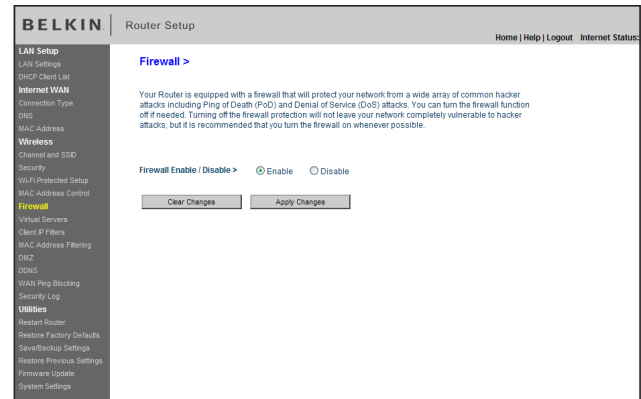 BELKIN. Router Setup
Home | Help | Logout Internet Status:
LAN Setup
LAN Settings
DHCP Client List
Internet WAN
Connection Type
DNS
MAC Address
Wireless
Channel and SSID
Security
Wi-Fi Protected Setup
MAC Address Control
Firewall
Virtual Servers
Client IP Filters
MAC Address Filtering
DMZ
DDNS
WAN Ping Blocking
Security Log
Utilities
Restart Router
Restore Factory Defaults
Save/Backup Settings
Restore Previous Settings
Firmware Update
System Settings
Firewall >
Your Router is equipped with a firewall that will protect your network from a wide array of common hacker
attacks including Ping of Death (PoD) and Denial of Service (DoS) attacks. You can turn the firewall function
off if needed. Turning off the firewall protection will not leave your network completely vulnerable to hacker
attacks, but it is recommended that you turn the firewall on whenever possible.
Firewall Enable / Disable > Enable Disable
Clear Changes Apply Changes